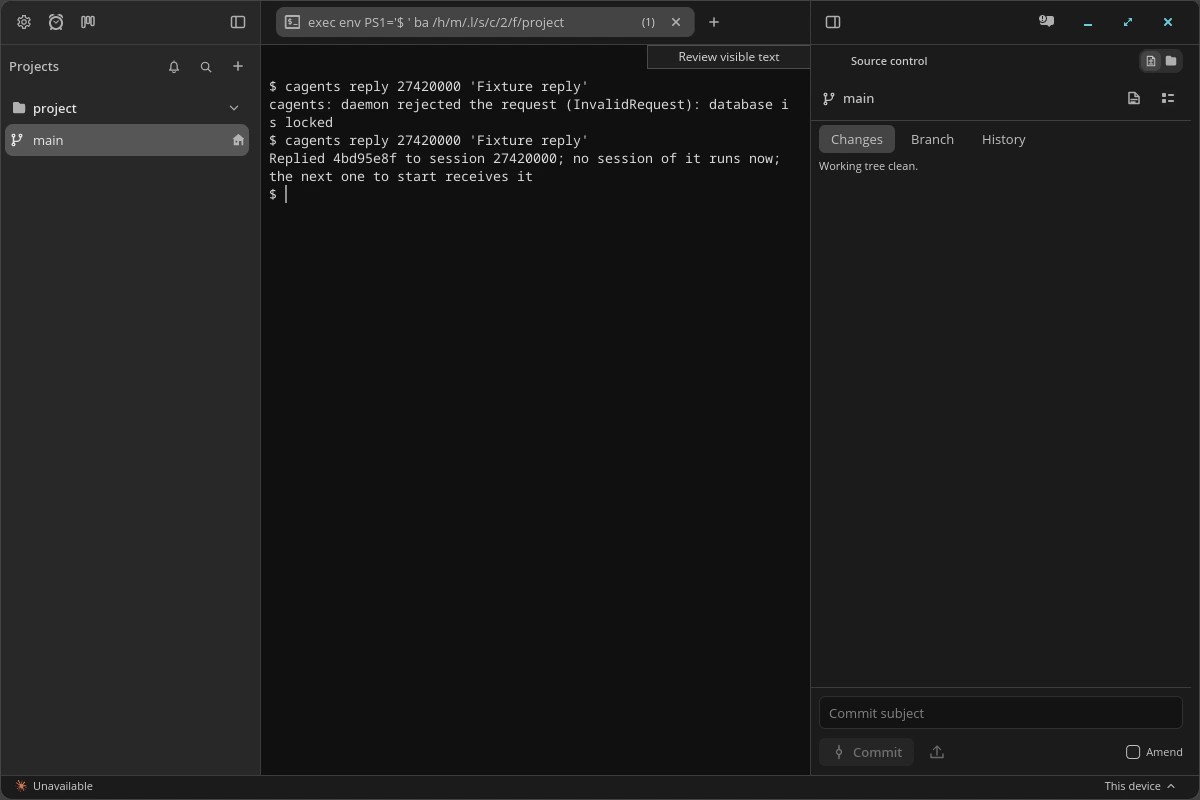 exec env PS1='$ ' ba /h/m/.l/s/c/2/f/project (1)
Projects
project
main
Review visible text
$ cagents reply 27420000 'Fixture reply'
cagents: daemon rejected the request (InvalidRequest): database i
s locked
$ cagents reply 27420000 'Fixture reply'
Replied 4bd95e8f to session 27420000; no session of it runs now;
the next one to start receives it
$
Source control
main
Changes Branch History
Working tree clean.
Commit subject
Commit
Amend
Unavailable
This device